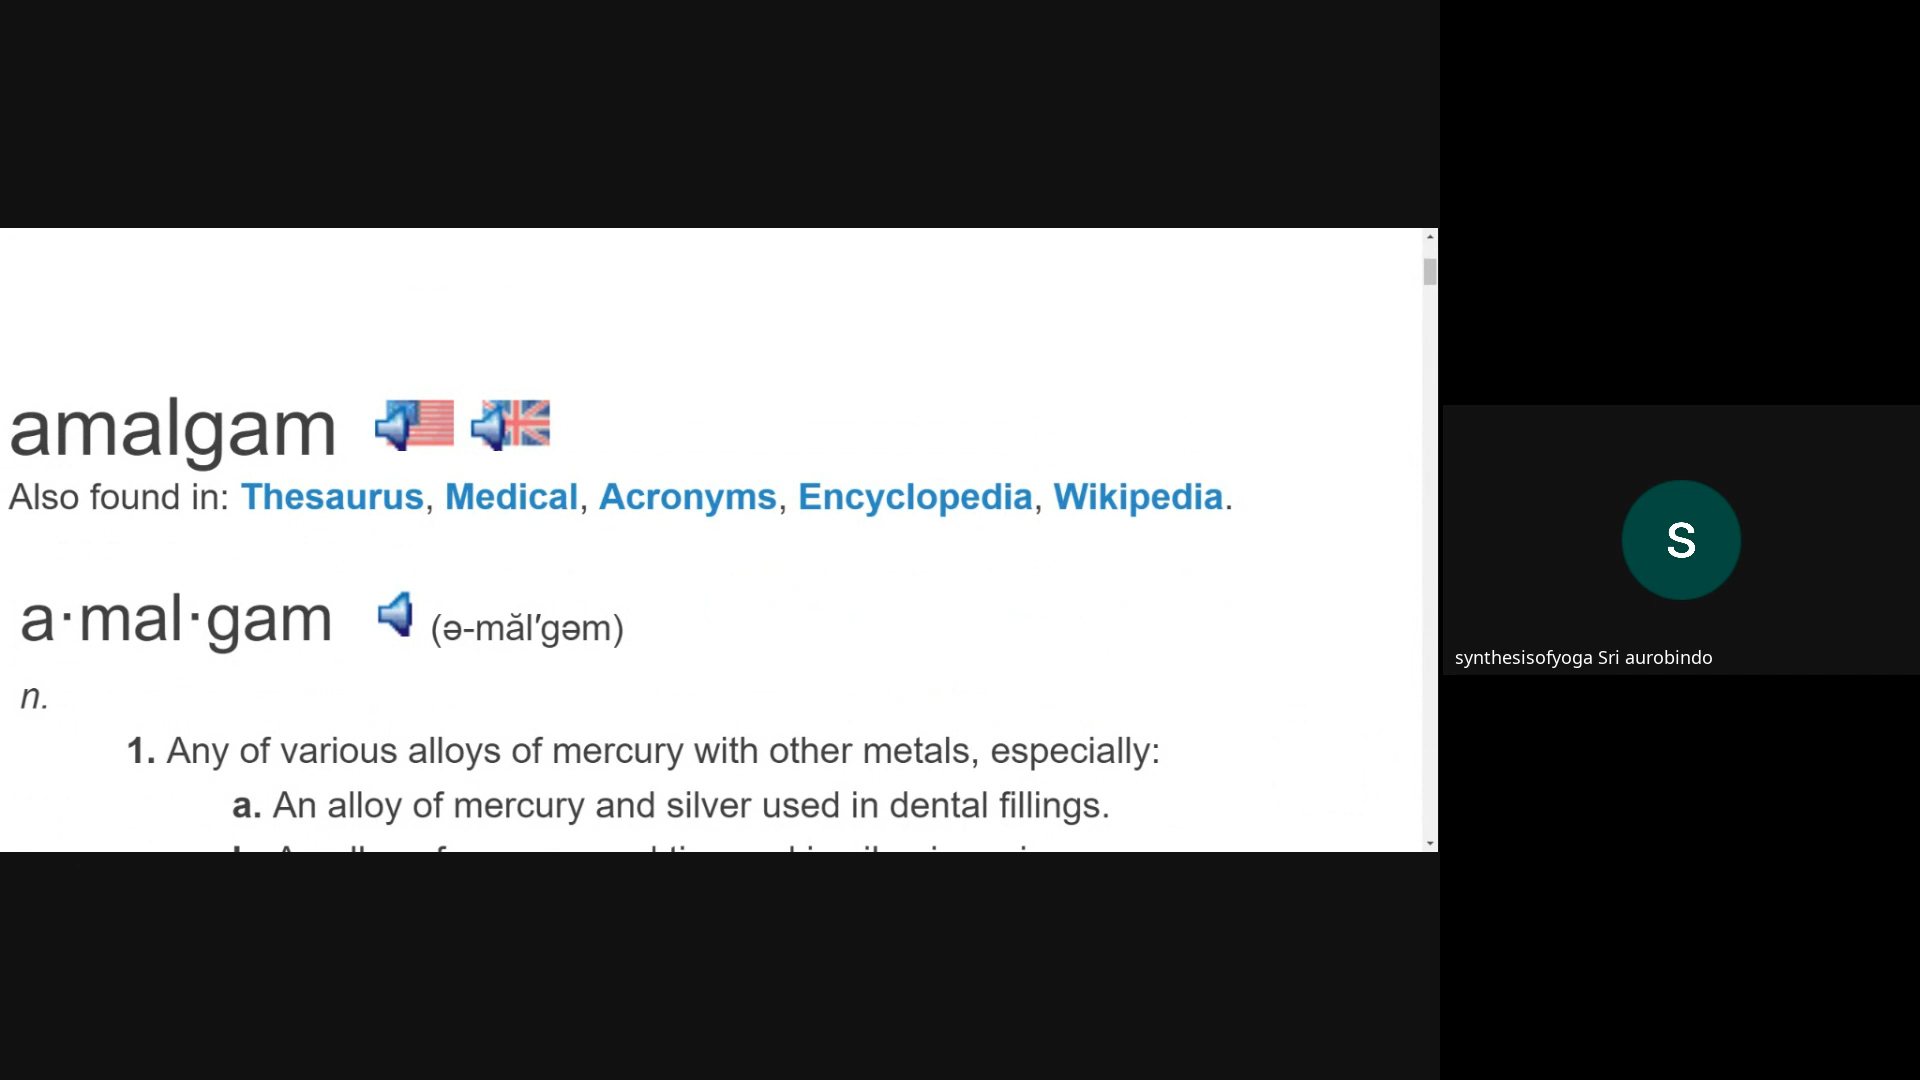 amalgam
Also found in: Thesaurus, Medical, Acronyms, Encyclopedia, Wikipedia.
a·mal·gam (ə-măl′gəm)
n.
1. Any of various alloys of mercury with other metals, especially:
a. An alloy of mercury and silver used in dental fillings.
S
synthesisofyoga Sri aurobindo